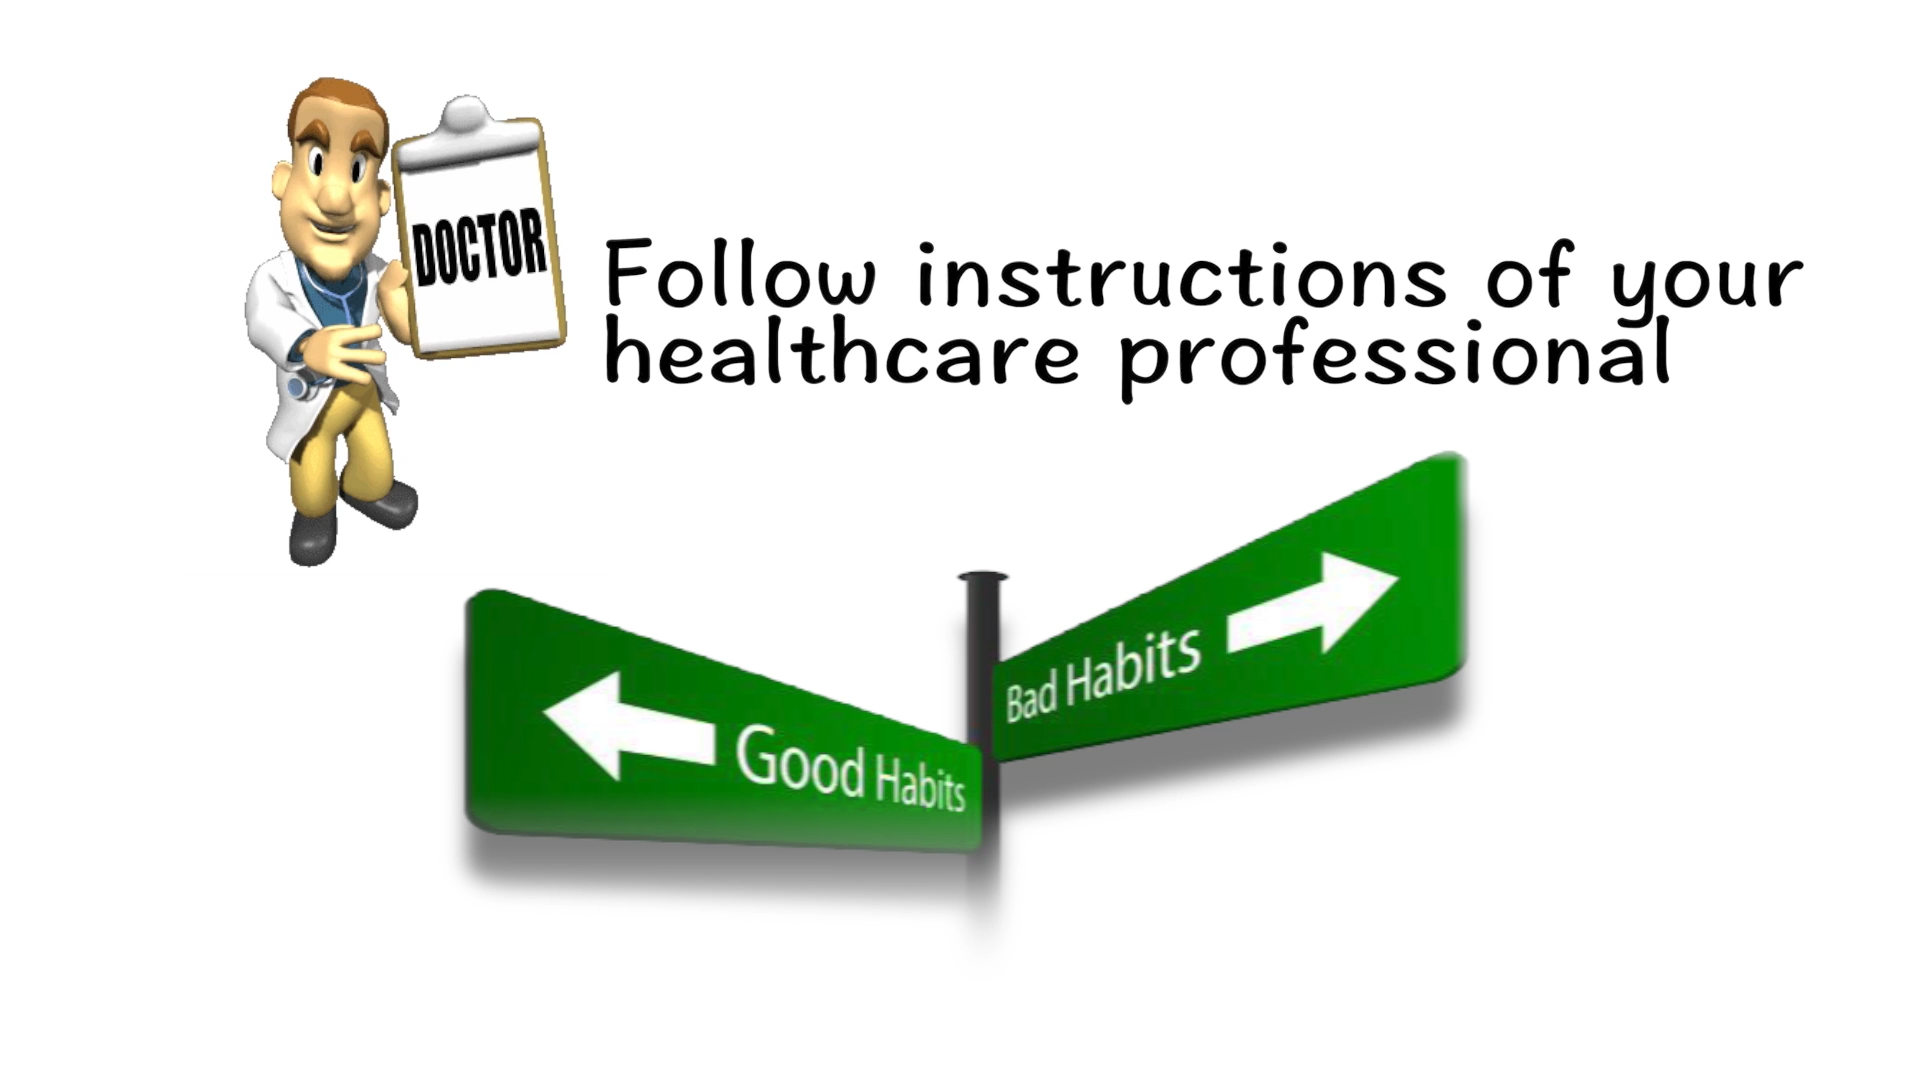 DOCTOR
Follow instructions of your
healthcare professional
Bad Habits
Good Habits